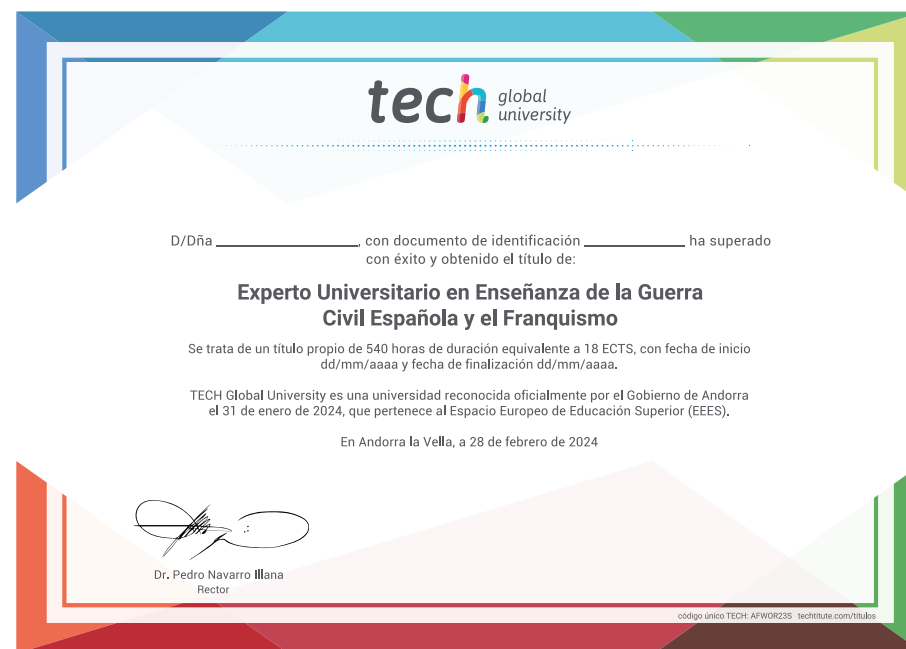 tech global university
D/Dña ____________________, con documento de identificación ______________ ha superado
con éxito y obtenido el título de:
Experto Universitario en Enseñanza de la Guerra
Civil Española y el Franquismo
Se trata de un título propio de 540 horas de duración equivalente a 18 ECTS, con fecha de inicio
dd/mm/aaaa y fecha de finalización dd/mm/aaaa.
TECH Global University es una universidad reconocida oficialmente por el Gobierno de Andorra
el 31 de enero de 2024, que pertenece al Espacio Europeo de Educación Superior (EEES).
En Andorra la Vella, a 28 de febrero de 2024
Dr. Pedro Navarro Illana
Rector
código único TECH: AFWOR23S techtitute.com/titulos